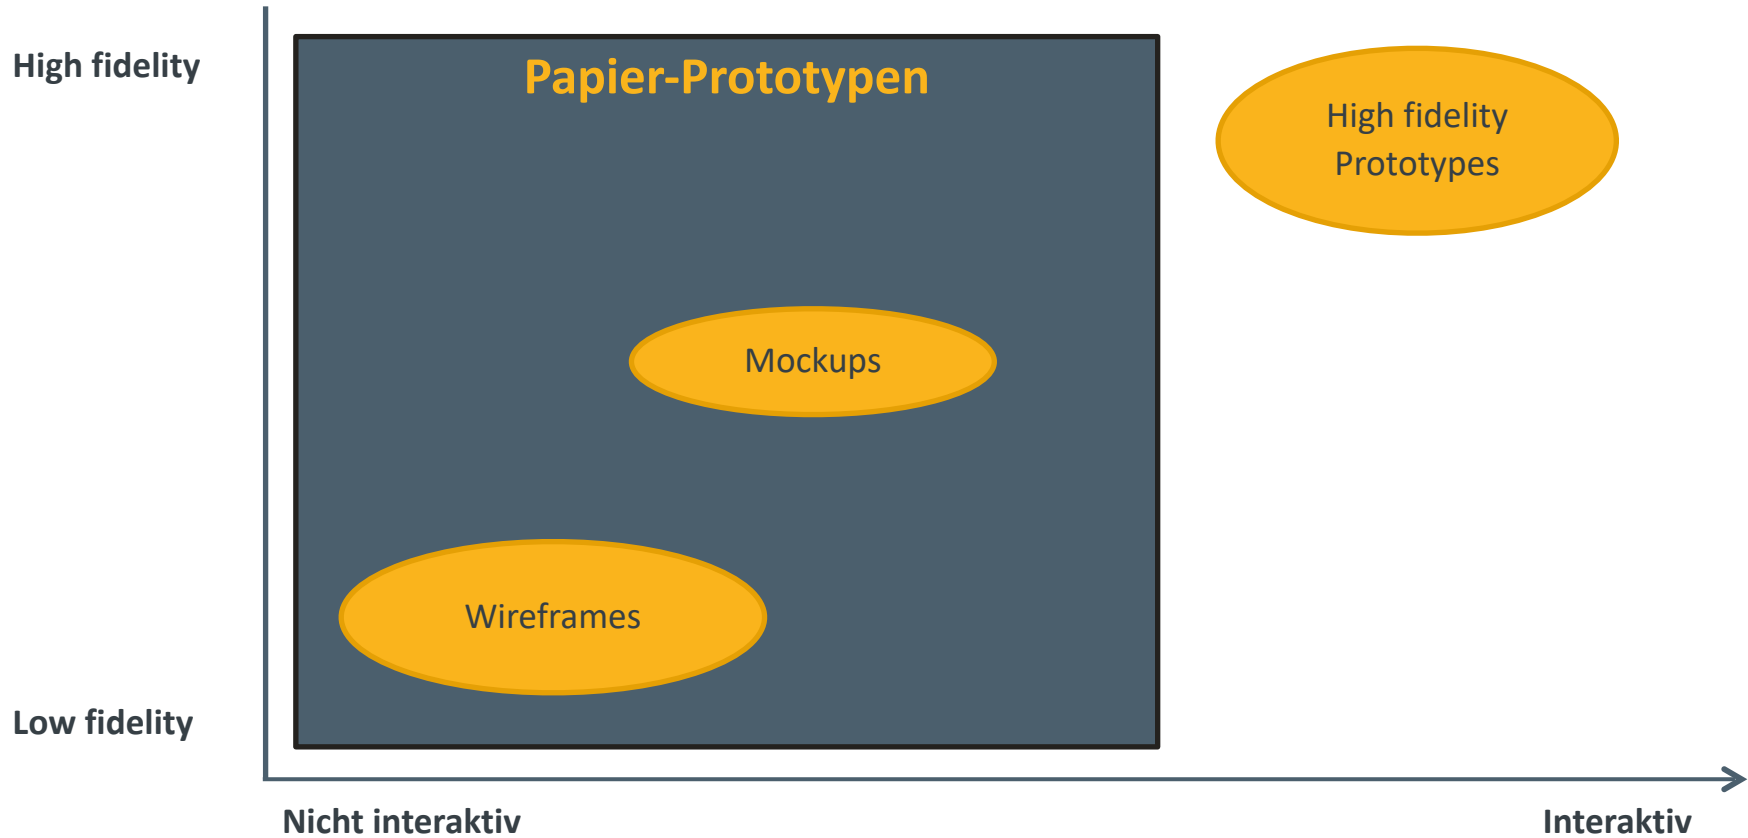 High fidelity
Papier-Prototypen
High fidelity
Prototypes
Mockups
Wireframes
Low fidelity
Nicht interaktiv
Interaktiv